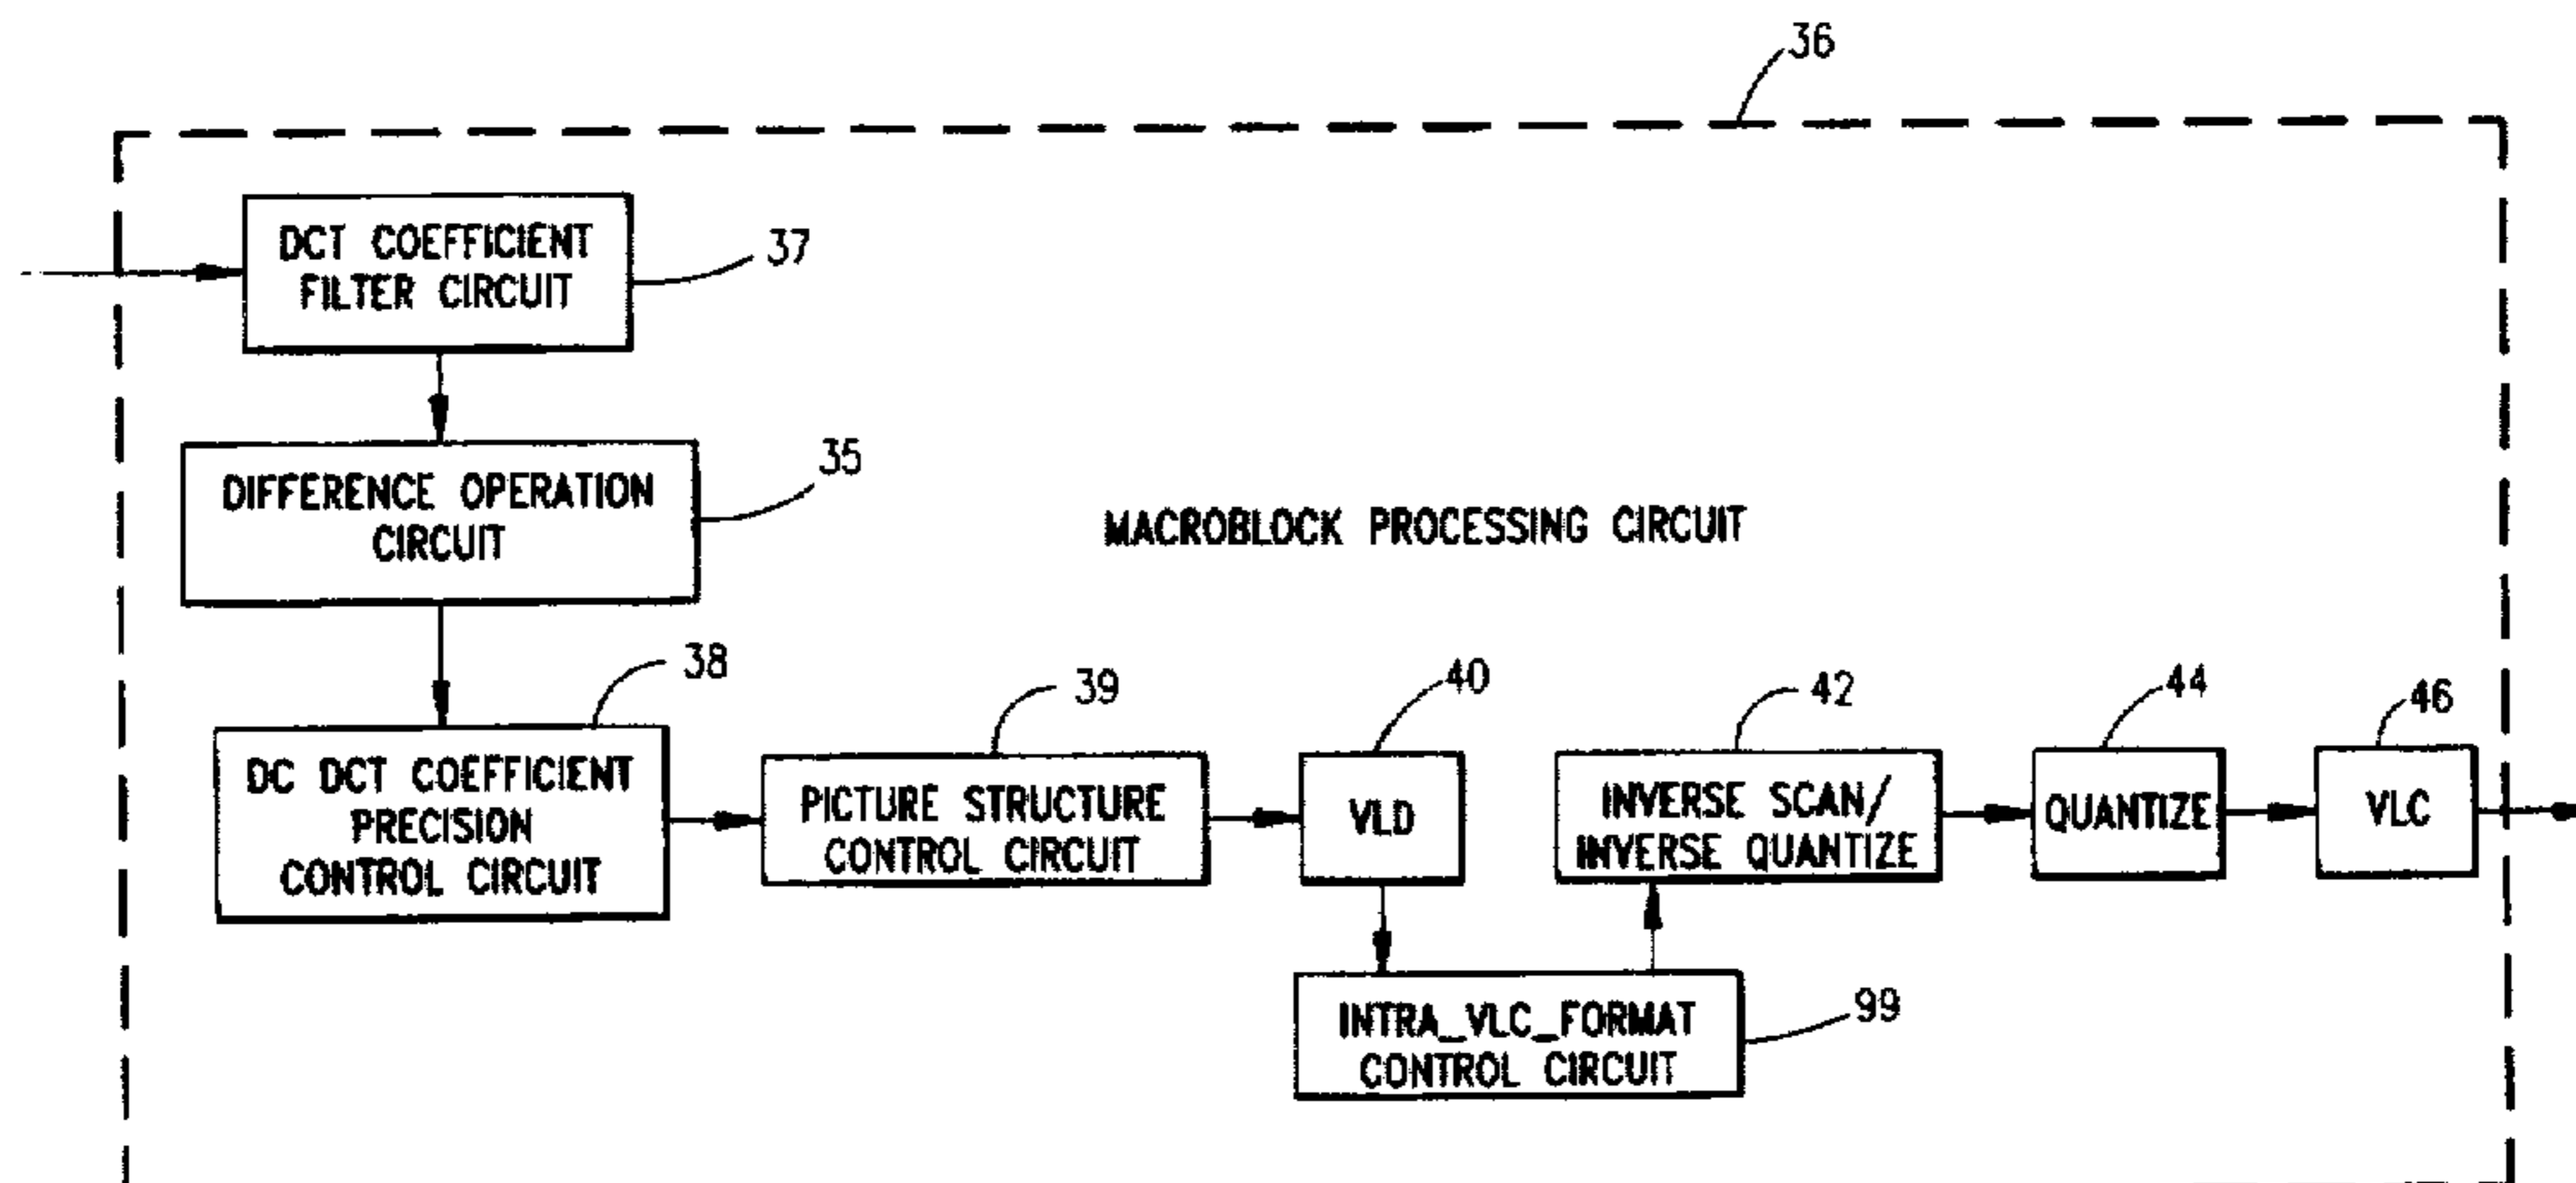 36
DCT COEFFICIENT
FILTER CIRCUIT
37
DIFFERENCE OPERATION
CIRCUIT
35
MACROBLOCK PROCESSING CIRCUIT
DC DCT COEFFICIENT
PRECISION
CONTROL CIRCUIT
38
PICTURE STRUCTURE
CONTROL CIRCUIT
39
VLD
40
INTRA_VLC_FORMAT
CONTROL CIRCUIT
99
INVERSE SCAN/
INVERSE QUANTIZE
42
QUANTIZE
44
VLC
46